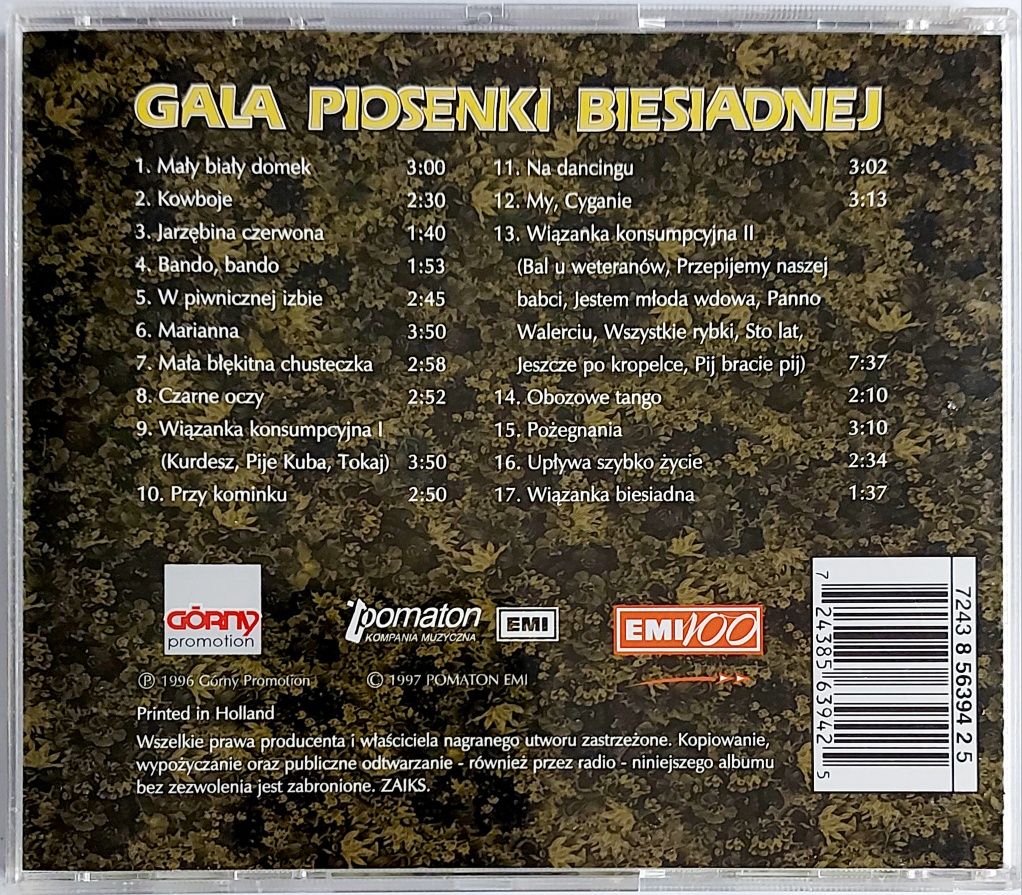 GALA PIOSENKI BIESIADNEJ
1. Mały biały domek 3:00
2. Kowboje 2:30
3. Jarzębina czerwona 1:40
4. Bando, bando 1:53
5. W piwnicznej izbie 2:45
6. Marianna 3:50
7. Mała błękitna chusteczka 2:58
8. Czarne oczy 2:52
9. Wiązanka konsumpcyjna I
(Kurdesz, Pije Kuba, Tokaj) 3:50
10. Przy kominku 2:50
11. Na dancingu 3:02
12. My, Cyganie 3:13
13. Wiązanka konsumpcyjna II
(Bal u weteranów, Przepijemy naszej
babci, Jestem młoda wdowa, Panno
Walerciu, Wszystkie rybki, Sto lat,
Jeszcze po kropelce, Pij bracie pij) 7:37
14. Obozowe tango 2:10
15. Pożegnania 3:10
16. Upływa szybko życie 2:34
17. Wiązanka biesiadna 1:37
GÓRNY
promotion
pomaton
KOMPANIA MUZYCZNA
EMI
EMI 100
℗ 1996 Górny Promotion
© 1997 POMATON EMI
Printed in Holland
Wszelkie prawa producenta i właściciela nagranego utworu zastrzeżone. Kopiowanie,
wypożyczanie oraz publiczne odtwarzanie - również przez radio - niniejszego albumu
bez zezwolenia jest zabronione. ZAIKS.
7 24385 63942 5
7243 8 56394 2 5